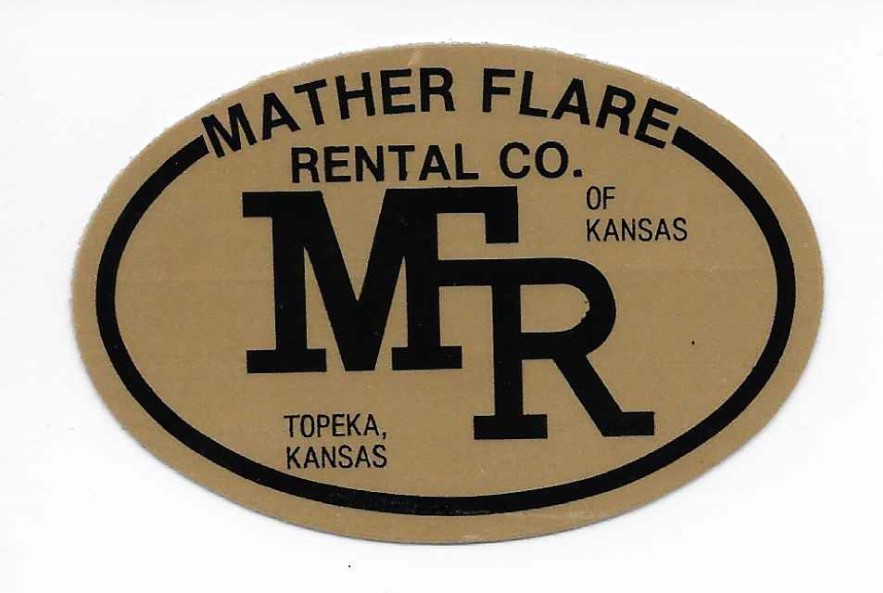 MATHER FLARE
RENTAL CO.
OF
KANSAS
MFR
TOPEKA,
KANSAS